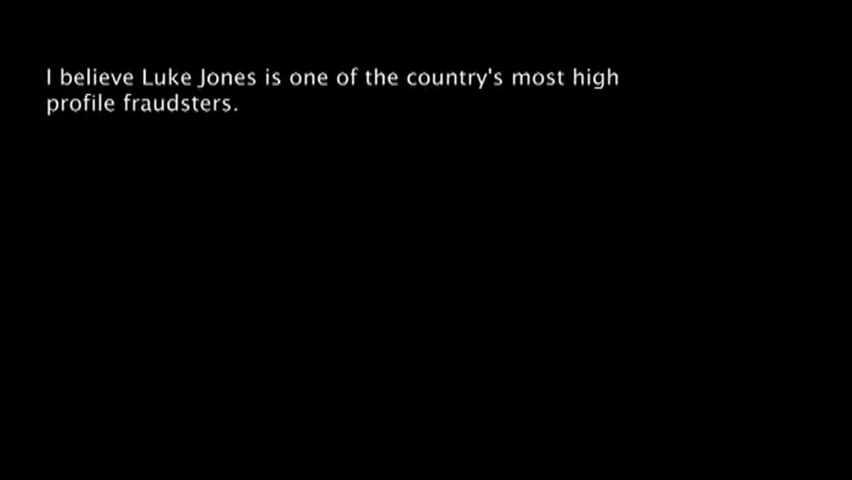 I believe Luke Jones is one of the country's most high
profile fraudsters.